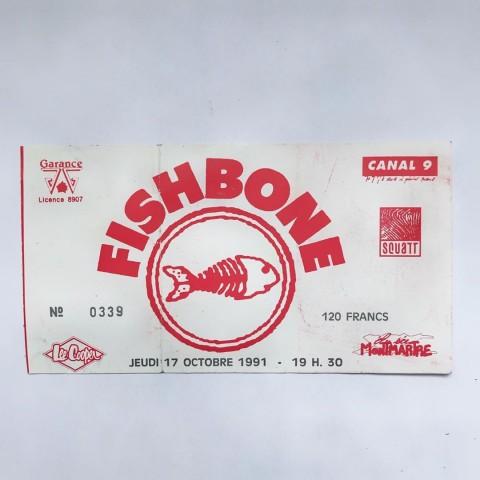 Garance
Licence 8907
FISHBONE
CANAL 9
SQUATT
Nº 0339
120 FRANCS
Lee Cooper
JEUDI 17 OCTOBRE 1991 - 19 H. 30
MONTMARTRE